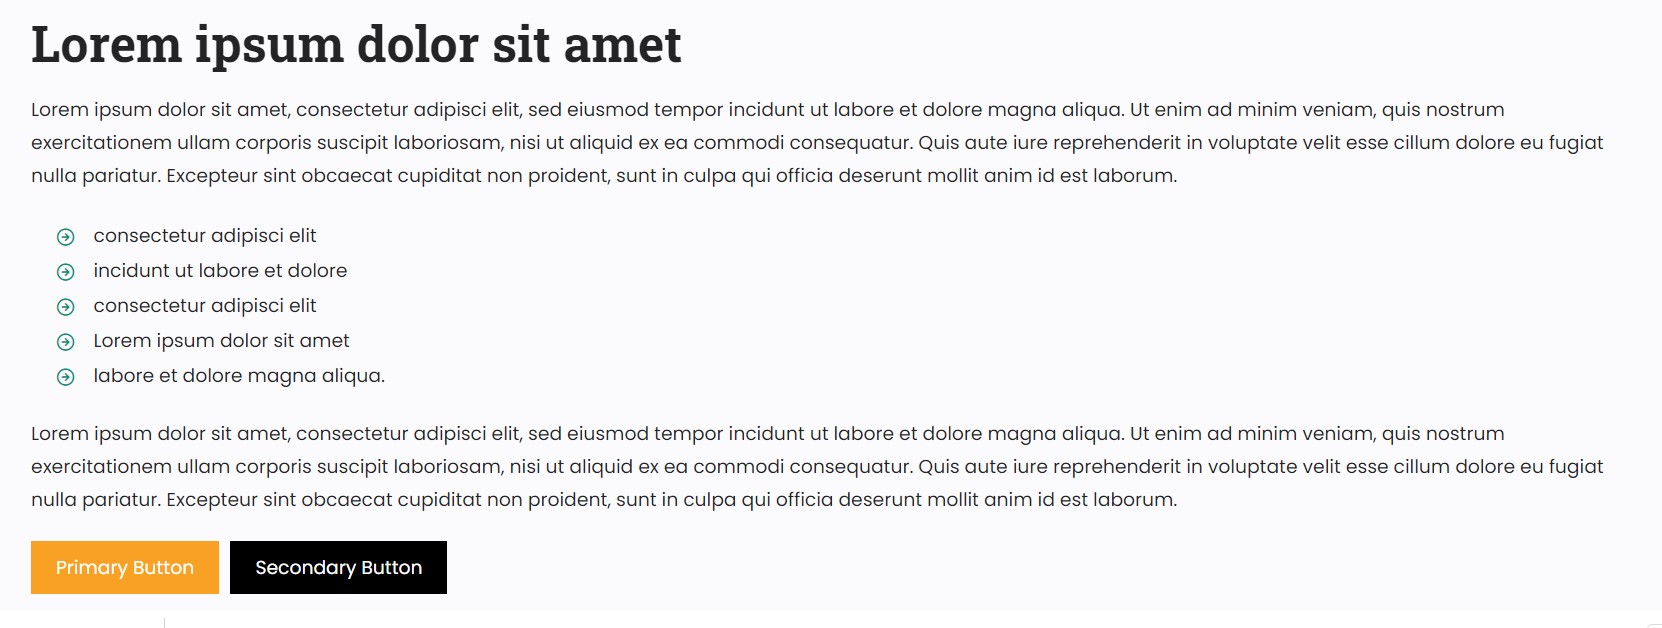 Lorem ipsum dolor sit amet
Lorem ipsum dolor sit amet, consectetur adipisci elit, sed eiusmod tempor incidunt ut labore et dolore magna aliqua. Ut enim ad minim veniam, quis nostrum
exercitationem ullam corporis suscipit laboriosam, nisi ut aliquid ex ea commodi consequatur. Quis aute iure reprehenderit in voluptate velit esse cillum dolore eu fugiat
nulla pariatur. Excepteur sint obcaecat cupiditat non proident, sunt in culpa qui officia deserunt mollit anim id est laborum.
consectetur adipisci elit
incidunt ut labore et dolore
consectetur adipisci elit
Lorem ipsum dolor sit amet
labore et dolore magna aliqua.
Lorem ipsum dolor sit amet, consectetur adipisci elit, sed eiusmod tempor incidunt ut labore et dolore magna aliqua. Ut enim ad minim veniam, quis nostrum
exercitationem ullam corporis suscipit laboriosam, nisi ut aliquid ex ea commodi consequatur. Quis aute iure reprehenderit in voluptate velit esse cillum dolore eu fugiat
nulla pariatur. Excepteur sint obcaecat cupiditat non proident, sunt in culpa qui officia deserunt mollit anim id est laborum.
Primary Button Secondary Button